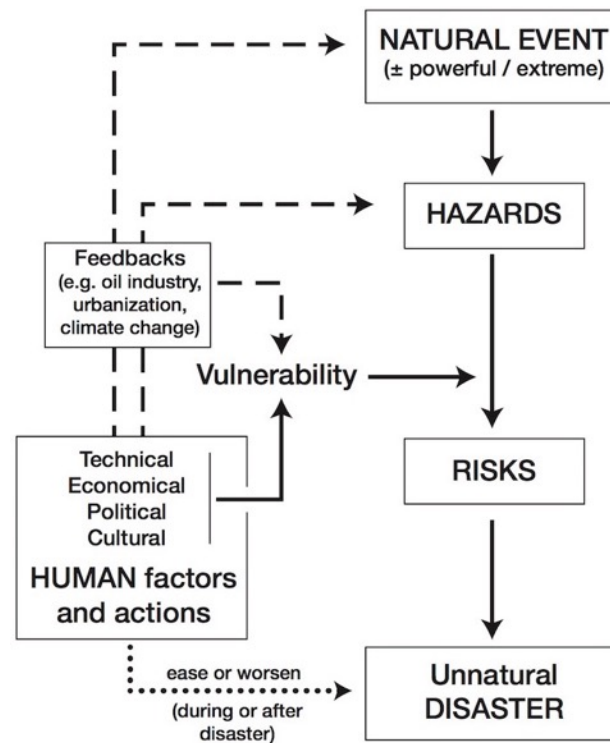 NATURAL EVENT
(± powerful / extreme)
HAZARDS
Feedbacks
(e.g. oil industry,
urbanization,
climate change)
Vulnerability
Technical
Economical
Political
Cultural
HUMAN factors
and actions
RISKS
ease or worsen
(during or after
disaster)
Unnatural
DISASTER